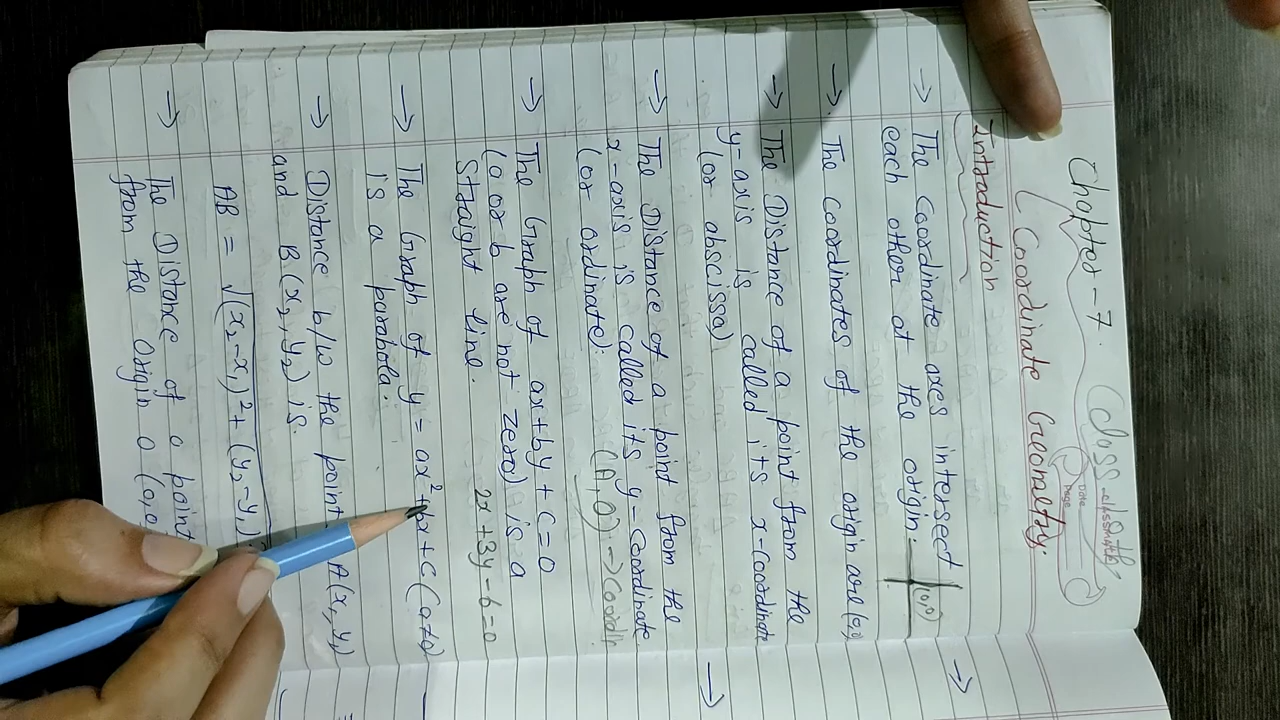 Chapter-7.
Class 10th
classmate
Date
Page
Coordinate Geometry
Introduction
→ The coordinate axes intersect
each other at the origin.
(0,0)
→ The coordinates of the origin are (0,0)
→ The Distance of a point from the
y-axis is called its x-coordinate
(or abscissa)
→ The Distance of a point from the
x-axis is called its y-coordinate
(or ordinate):
(A,0) →
→ The Graph of ax+by+c=0
(a or b are not zero) is a
Straight line.
2x+3y-6=0
→ The Graph of y = ax²+bx+c (a≠0)
is a parabola.
→ Distance b/w the point A(x, y₁)
and B(x₂,y₂) is.
AB = √(x₂-x₁)²+(y₂-y₁)²
→ The Distance of a point
from the Origin O (0,0